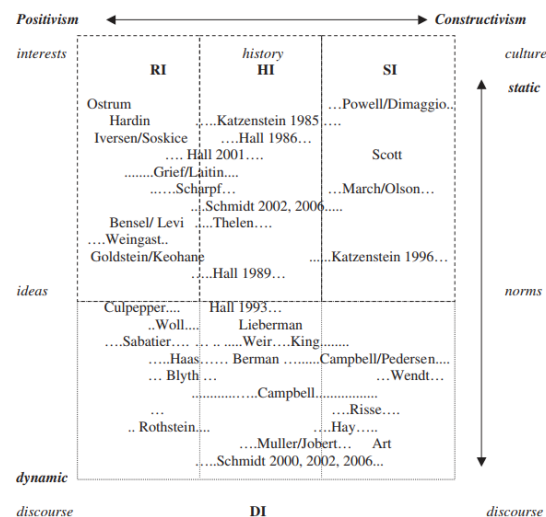 Positivism Constructivism
interests history culture
RI HI SI
static
Ostrum …Powell/Dimaggio..
Hardin …..Katzenstein 1985 ….
Iversen/Soskice ….Hall 1986…
…. Hall 2001…. Scott
........Grief/Laitin....
.…..Scharpf… …March/Olson…
....Schmidt 2002, 2006.....
Bensel/ Levi .....Thelen….
….Weingast..
Goldstein/Keohane ......Katzenstein 1996…
.....Hall 1989…
ideas norms
Culpepper.... Hall 1993…
..Woll.... Lieberman
…Sabatier…. … .. .....Weir….King........
.....Haas…… Berman …......Campbell/Pedersen....
… Blyth … …Wendt…
.............…Campbell.................
… ….Risse….
.. Rothstein.... …Hay…..
….Muller/Jobert… Art
…..Schmidt 2000, 2002, 2006...
dynamic
discourse DI discourse